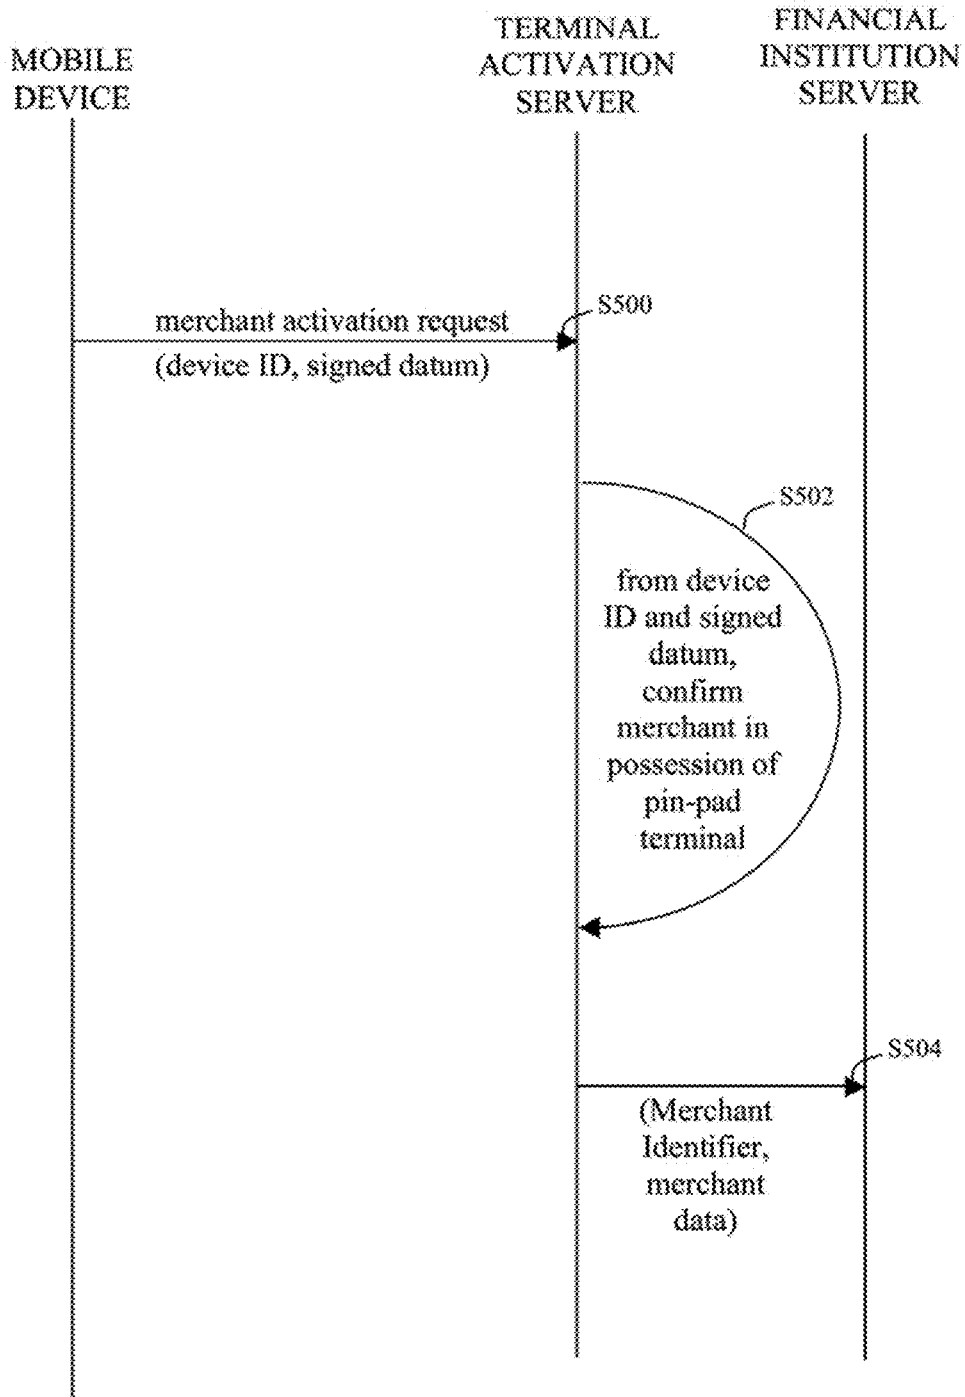 MOBILE
DEVICE
TERMINAL
ACTIVATION
SERVER
FINANCIAL
INSTITUTION
SERVER
S500
merchant activation request
(device ID, signed datum)
S502
from device
ID and signed
datum,
confirm
merchant in
possession of
pin-pad
terminal
S504
(Merchant
Identifier,
merchant
data)